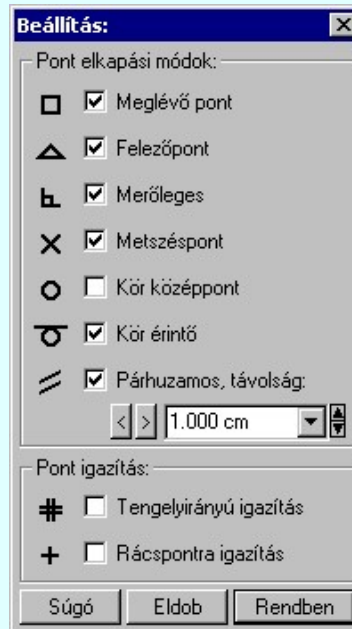 Beállítás:
Pont elkapási módok:
Meglévő pont
Felezőpont
Merőleges
Metszéspont
Kör középpont
Kör érintő
Párhuzamos, távolság:
< > 1.000 cm
Pont igazítás:
Tengelyirányú igazítás
Rácspontra igazítás
Súgó Eldob Rendben